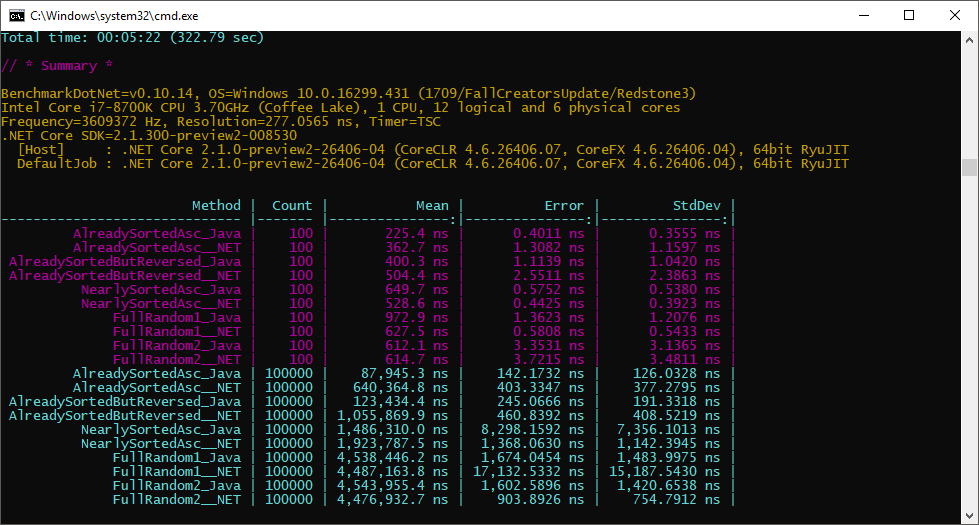 C:\Windows\system32\cmd.exe
Total time: 00:05:22 (322.79 sec)
// * Summary *
BenchmarkDotNet=v0.10.14, OS=Windows 10.0.16299.431 (1709/FallCreatorsUpdate/Redstone3)
Intel Core i7-8700K CPU 3.70GHz (Coffee Lake), 1 CPU, 12 logical and 6 physical cores
Frequency=3609372 Hz, Resolution=277.0565 ns, Timer=TSC
.NET Core SDK=2.1.300-preview2-008530
  [Host]     : .NET Core 2.1.0-preview2-26406-04 (CoreCLR 4.6.26406.07, CoreFX 4.6.26406.04), 64bit RyuJIT
  DefaultJob : .NET Core 2.1.0-preview2-26406-04 (CoreCLR 4.6.26406.07, CoreFX 4.6.26406.04), 64bit RyuJIT
                        Method |  Count |           Mean |          Error |         StdDev |
------------------------------ |------- |---------------:|---------------:|---------------:|
         AlreadySortedAsc_Java |    100 |       225.4 ns |      0.4011 ns |      0.3555 ns |
         AlreadySortedAsc__NET |    100 |       362.7 ns |      1.3082 ns |      1.1597 ns |
 AlreadySortedButReversed_Java |    100 |       400.3 ns |      1.1139 ns |      1.0420 ns |
 AlreadySortedButReversed__NET |    100 |       504.4 ns |      2.5511 ns |      2.3863 ns |
          NearlySortedAsc_Java |    100 |       649.7 ns |      0.5752 ns |      0.5380 ns |
          NearlySortedAsc__NET |    100 |       528.6 ns |      0.4425 ns |      0.3923 ns |
              FullRandom1_Java |    100 |       972.9 ns |      1.3623 ns |      1.2076 ns |
              FullRandom1__NET |    100 |       627.5 ns |      0.5808 ns |      0.5433 ns |
              FullRandom2_Java |    100 |       612.1 ns |      3.3531 ns |      3.1365 ns |
              FullRandom2__NET |    100 |       614.7 ns |      3.7215 ns |      3.4811 ns |
         AlreadySortedAsc_Java | 100000 |    87,945.3 ns |    142.1732 ns |    126.0328 ns |
         AlreadySortedAsc__NET | 100000 |   640,364.8 ns |    403.3347 ns |    377.2795 ns |
 AlreadySortedButReversed_Java | 100000 |   123,434.4 ns |    245.0666 ns |    191.3318 ns |
 AlreadySortedButReversed__NET | 100000 | 1,055,869.9 ns |    460.8392 ns |    408.5219 ns |
          NearlySortedAsc_Java | 100000 | 1,486,310.0 ns |  8,298.1592 ns |  7,356.1013 ns |
          NearlySortedAsc__NET | 100000 | 1,923,787.5 ns |  1,368.0630 ns |  1,142.3945 ns |
              FullRandom1_Java | 100000 | 4,538,446.2 ns |  1,674.0454 ns |  1,483.9975 ns |
              FullRandom1__NET | 100000 | 4,487,163.8 ns | 17,132.5332 ns | 15,187.5430 ns |
              FullRandom2_Java | 100000 | 4,543,955.4 ns |  1,602.5896 ns |  1,420.6538 ns |
              FullRandom2__NET | 100000 | 4,476,932.7 ns |    903.8926 ns |    754.7912 ns |